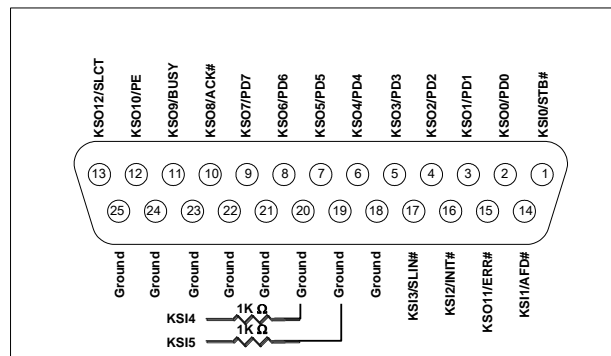 KSO12/SLCT
KSO10/PE
KSO9/BUSY
KSO8/ACK#
KSO7/PD7
KSO6/PD6
KSO5/PD5
KSO4/PD4
KSO3/PD3
KSO2/PD2
KSO1/PD1
KSO0/PD0
KSI0/STB#
13 12 11 10 9 8 7 6 5 4 3 2 1
25 24 23 22 21 20 19 18 17 16 15 14
Ground
Ground
Ground
Ground
Ground
Ground
Ground
Ground
KSI3/SLIN#
KSI2/INIT#
KSO11/ERR#
KSI1/AFD#
KSI4 1K Ω
KSI5 1K Ω